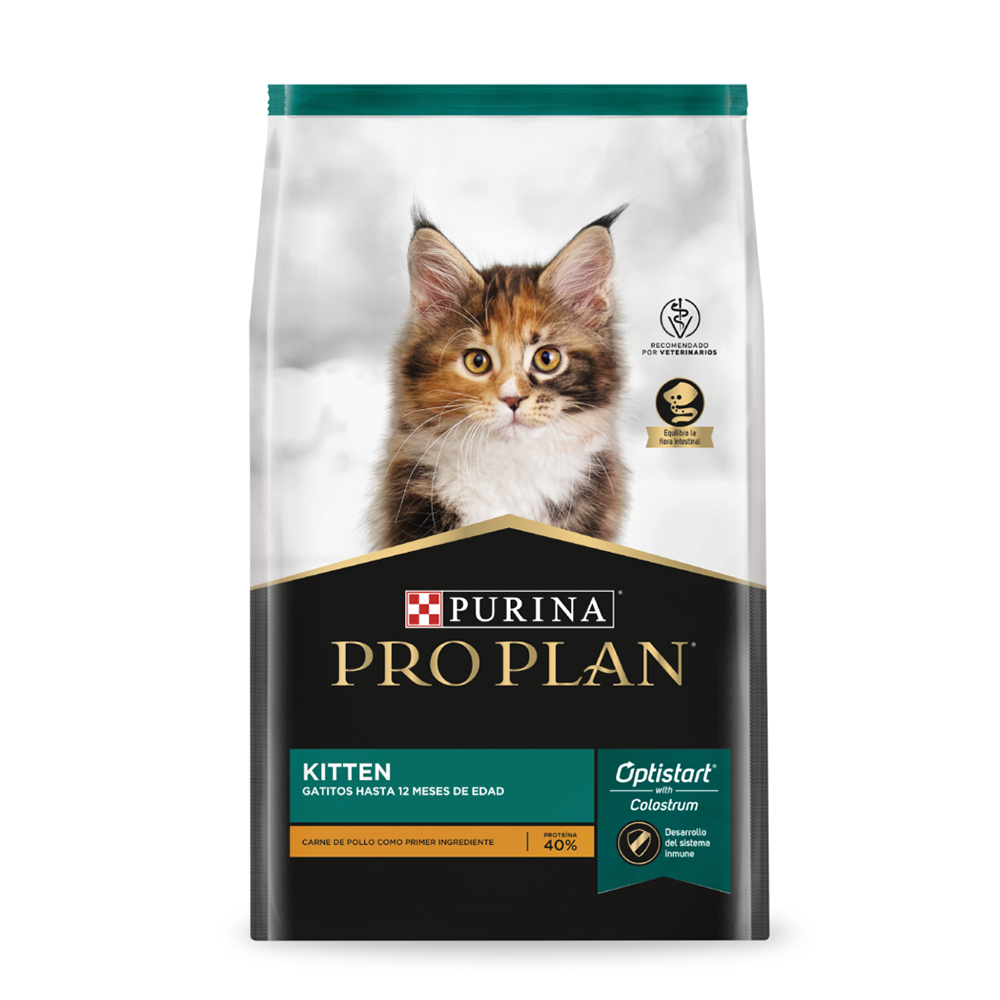 RECOMENDADO
POR VETERINARIOS
Equilibra la
flora intestinal
PURINA®
PRO PLAN®
KITTEN
GATITOS HASTA 12 MESES DE EDAD
CARNE DE POLLO COMO PRIMER INGREDIENTE
PROTEÍNA
40%
Optistart®
with
Colostrum
Desarrollo
del sistema
inmune